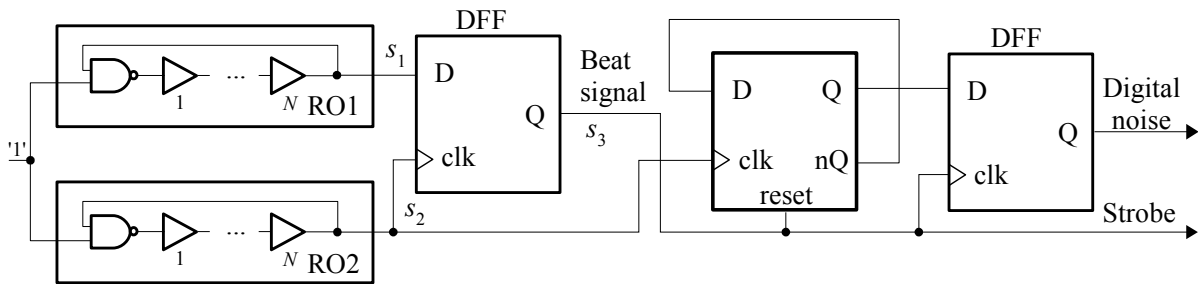 DFF
s1
Beat
signal
D
Q
s3
clk
1
...
N
RO1
'1'
s2
1
...
N
RO2
D
Q
clk
nQ
reset
DFF
D
Q
clk
Digital
noise
Strobe